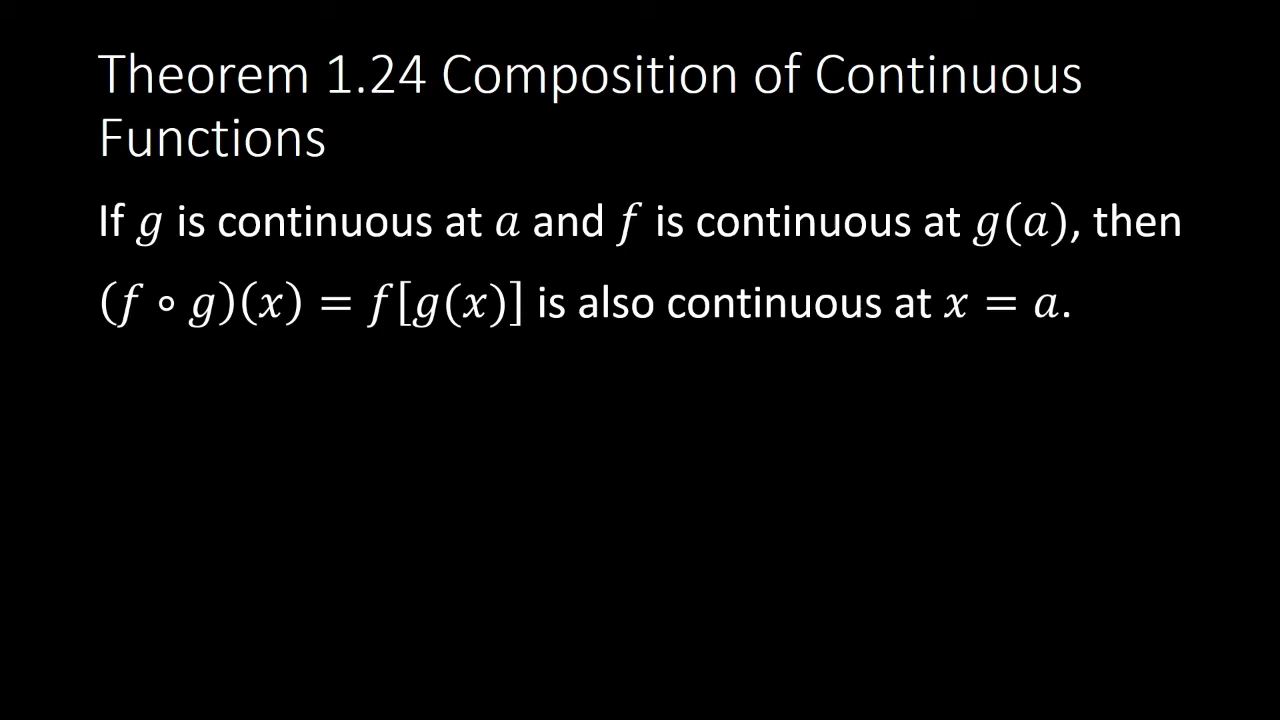 Theorem 1.24 Composition of Continuous
Functions
If 𝑔 is continuous at 𝑎 and 𝑓 is continuous at 𝑔(𝑎), then
(𝑓 ∘ 𝑔)(𝑥) = 𝑓[𝑔(𝑥)] is also continuous at 𝑥 = 𝑎.